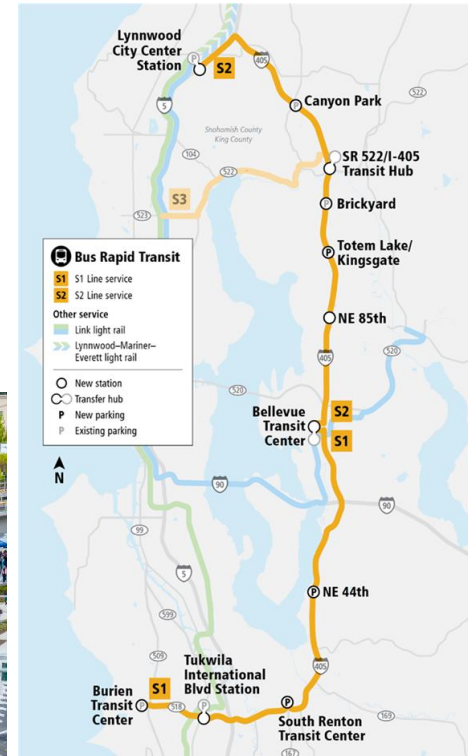 Lynnwood
City Center
Station
P
S2
405
Canyon Park
P
522
5
Snohomish County
King County
104
522
SR 522/I-405
Transit Hub
S3
523
P
Brickyard
Bus Rapid Transit
S1 S1 Line service
S2 S2 Line service
Other service
Link light rail
Lynnwood–Mariner–
Everett light rail
New station
Transfer hub
P New parking
P Existing parking
N
P
Totem Lake/
Kingsgate
NE 85th
405
520
520
Bellevue
Transit
Center
S2
S1
90
90
99
5
599
509
P NE 44th
405
Tukwila
International
Blvd Station
P
Burien
Transit
Center
S1
P
518
P
South Renton
Transit Center
169
167